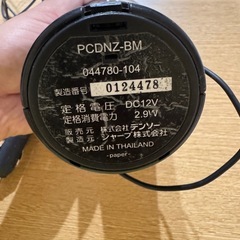 PCDNZ-BM
044780-104
製造番号 0124478
定格電圧 DC12V
定格消費電力 2.9W
販売元 株式会社デンソー
製造元 シャープ株式会社
MADE IN THAILAND
-paper-